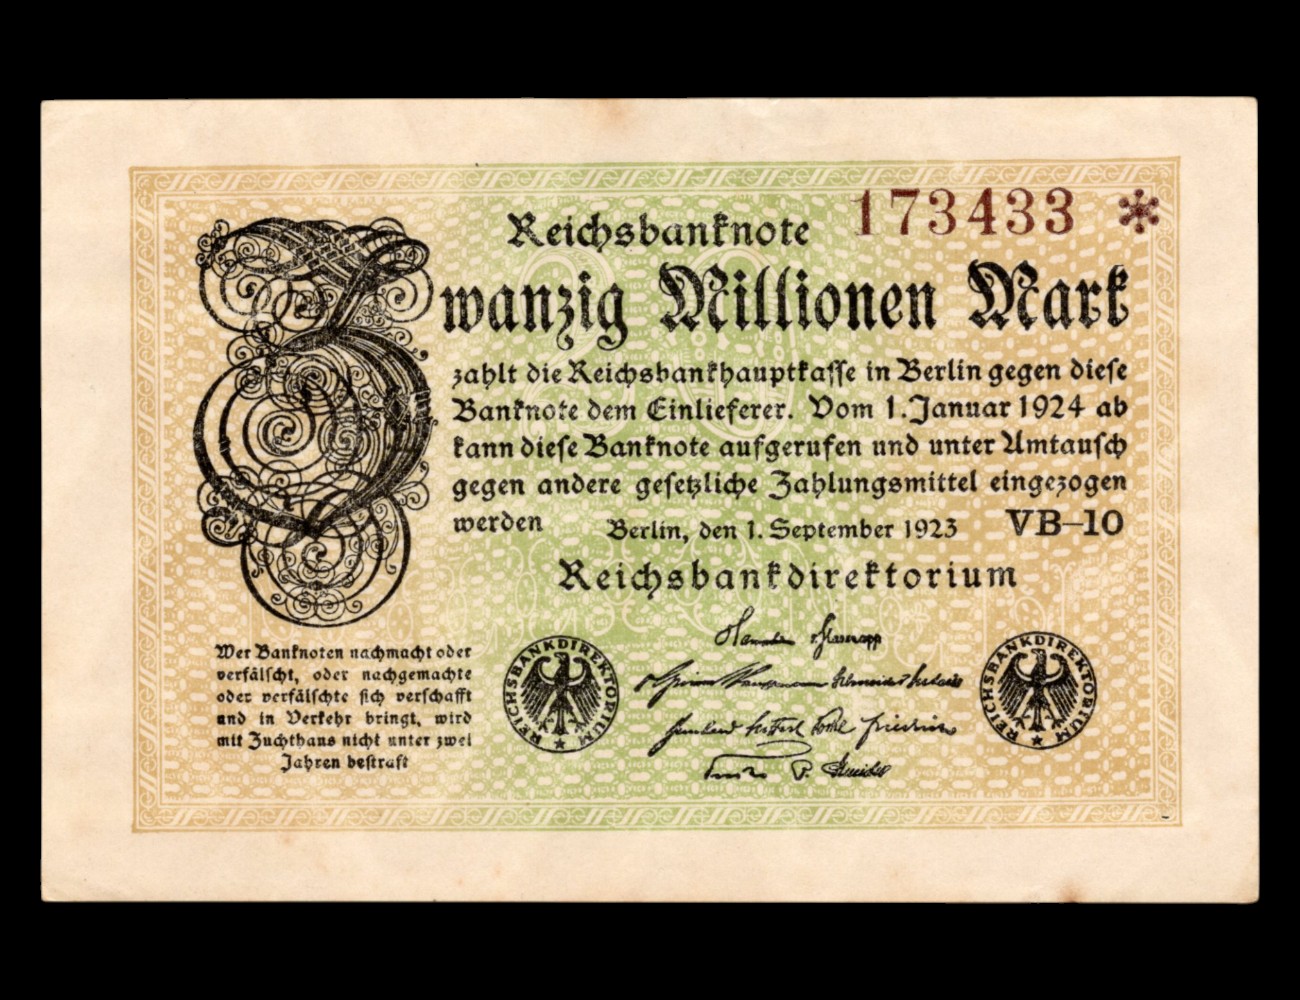 173433 *
Reichsbanknote
Zwanzig Millionen Mark
zahlt die Reichsbankhauptkasse in Berlin gegen diese
Banknote dem Einlieferer. Vom 1. Januar 1924 ab
kann diese Banknote aufgerufen und unter Umtausch
gegen andere gesetzliche Zahlungsmittel eingezogen
werden
Berlin, den 1. September 1923 VB-10
Reichsbankdirektorium
Wer Banknoten nachmacht oder
verfälscht, oder nachgemachte
oder verfälschte sich verschafft
und in Verkehr bringt, wird
mit Zuchthaus nicht unter zwei
Jahren bestraft
REICHSBANKDIREKTORIUM
REICHSBANKDIREKTORIUM